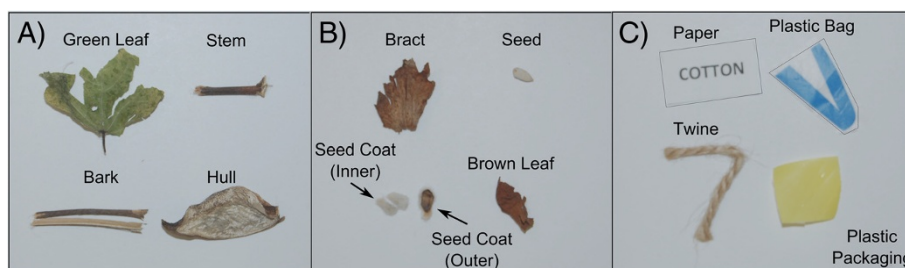 A)
Green Leaf
Stem
Bark
Hull
B)
Bract
Seed
Seed Coat
(Inner)
Brown Leaf
Seed Coat
(Outer)
C)
Paper
Plastic Bag
COTTON
Twine
Plastic
Packaging